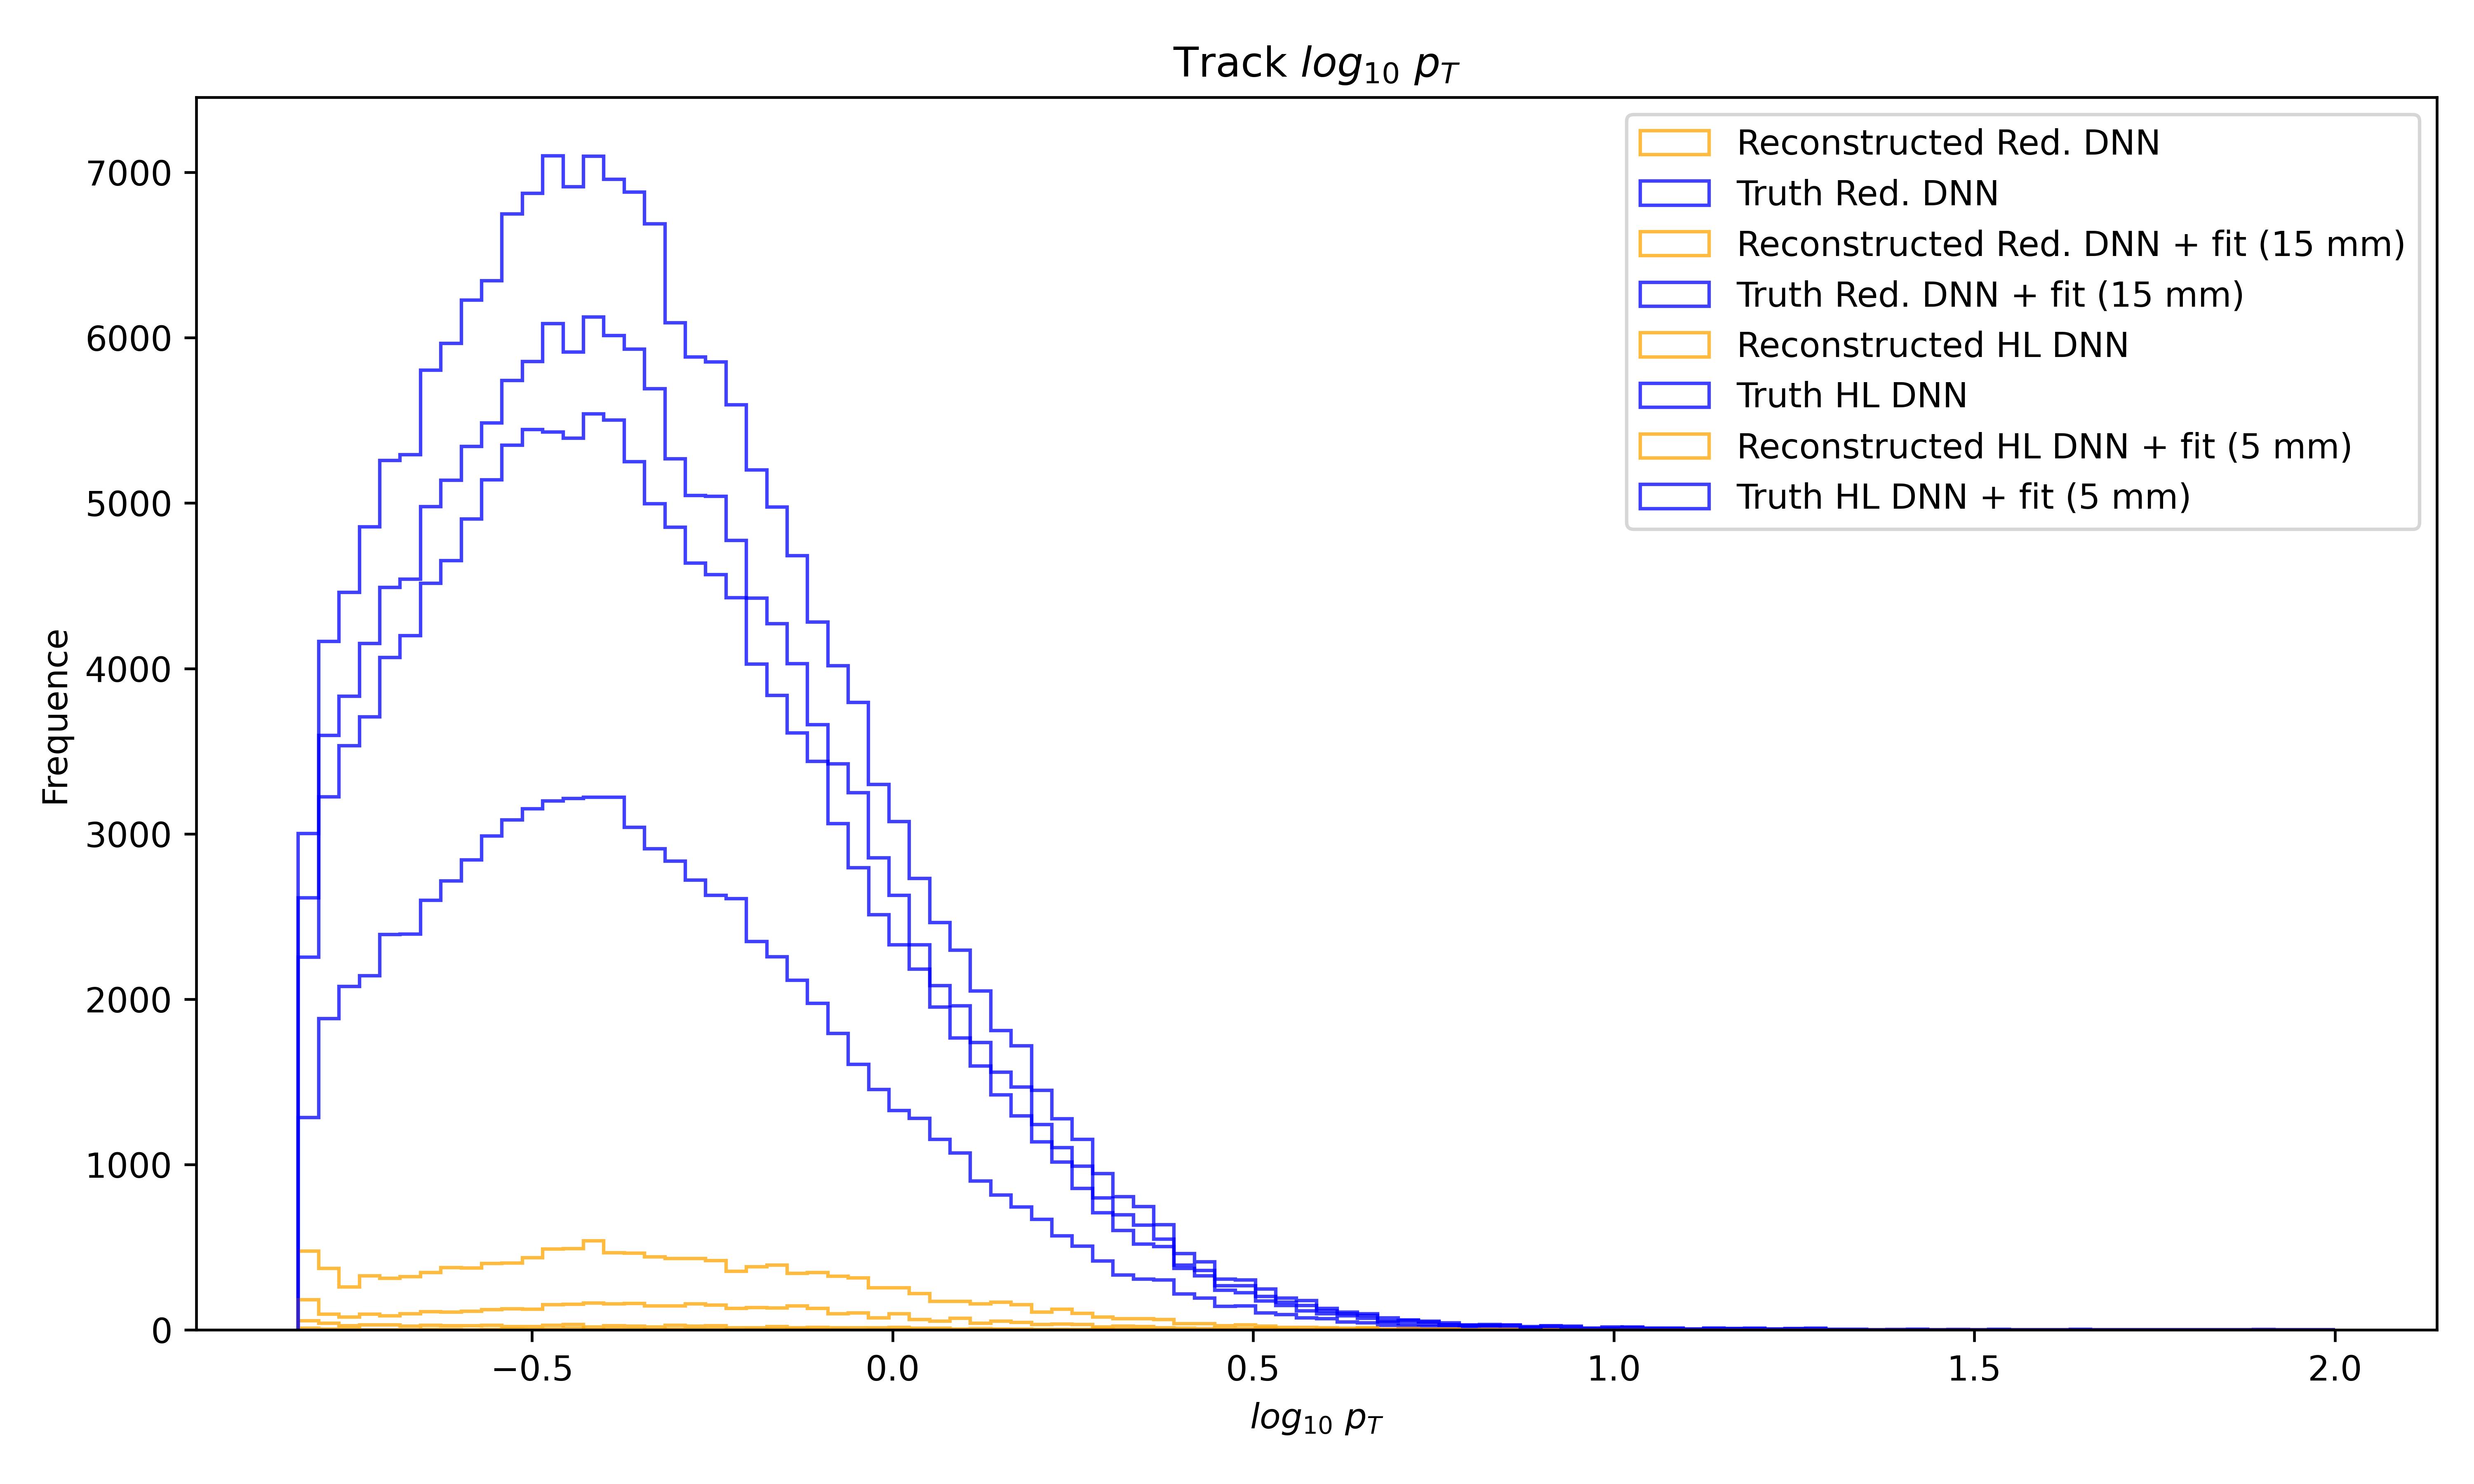 Track log₁₀ p_T
Reconstructed Red. DNN
Truth Red. DNN
Reconstructed Red. DNN + fit (15 mm)
Truth Red. DNN + fit (15 mm)
Reconstructed HL DNN
Truth HL DNN
Reconstructed HL DNN + fit (5 mm)
Truth HL DNN + fit (5 mm)
Frequence
7000
6000
5000
4000
3000
2000
1000
0
−0.5 0.0 0.5 1.0 1.5 2.0
log₁₀ p_T